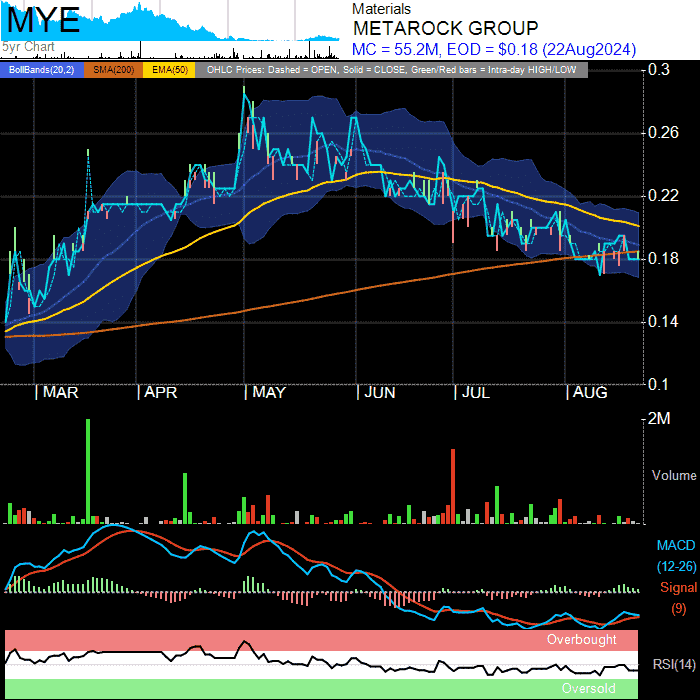 MYE
5yr Chart
Materials
METAROCK GROUP
MC = 55.2M, EOD = $0.18 (22Aug2024)
BollBands(20,2) SMA(200) EMA(50) OHLC Prices: Dashed = OPEN, Solid = CLOSE, Green/Red bars = Intra-day HIGH/LOW
0.3
0.26
0.22
0.18
0.14
0.1
MAR APR MAY JUN JUL AUG
2M
Volume
MACD
(12-26)
Signal
(9)
Overbought
RSI(14)
Oversold